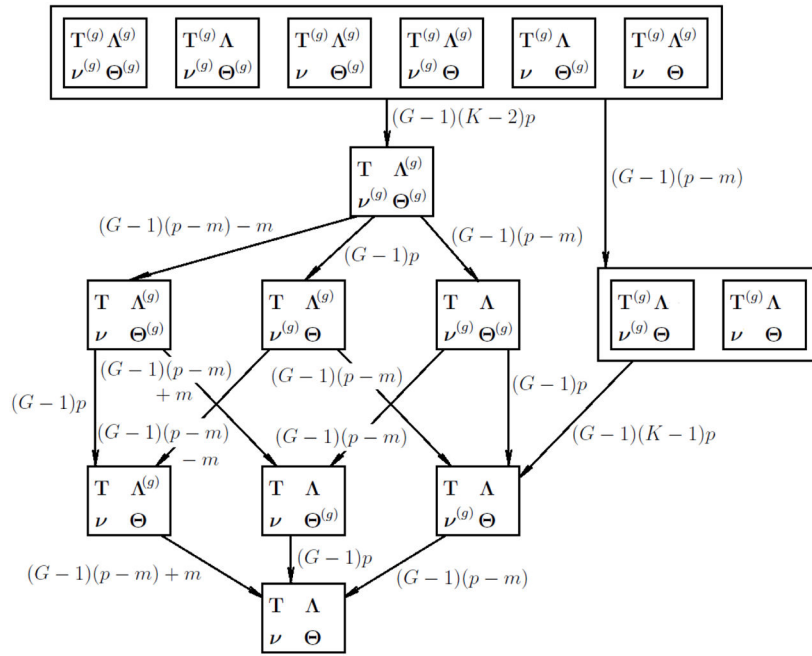 T^(g) Λ^(g) T^(g) Λ T^(g) Λ^(g) T^(g) Λ^(g) T^(g) Λ T^(g) Λ^(g)
ν^(g) Θ^(g) ν^(g) Θ^(g) ν Θ^(g) ν^(g) Θ ν Θ^(g) ν Θ
(G − 1)(K − 2)p
T Λ^(g)
ν^(g) Θ^(g)
(G − 1)(p − m)
(G − 1)(p − m) − m
(G − 1)p
(G − 1)(p − m)
T Λ^(g) T Λ^(g) T Λ T^(g) Λ T^(g) Λ
ν Θ^(g) ν^(g) Θ ν^(g) Θ^(g) ν^(g) Θ ν Θ
(G − 1)p
(G − 1)(p − m)
+ m
(G − 1)(p − m)
(G − 1)p
(G − 1)(p − m)
− m
(G − 1)(p − m)
(G − 1)(K − 1)p
T Λ^(g) T Λ T Λ
ν Θ ν Θ^(g) ν^(g) Θ
(G − 1)(p − m) + m
(G − 1)p
(G − 1)(p − m)
T Λ
ν Θ